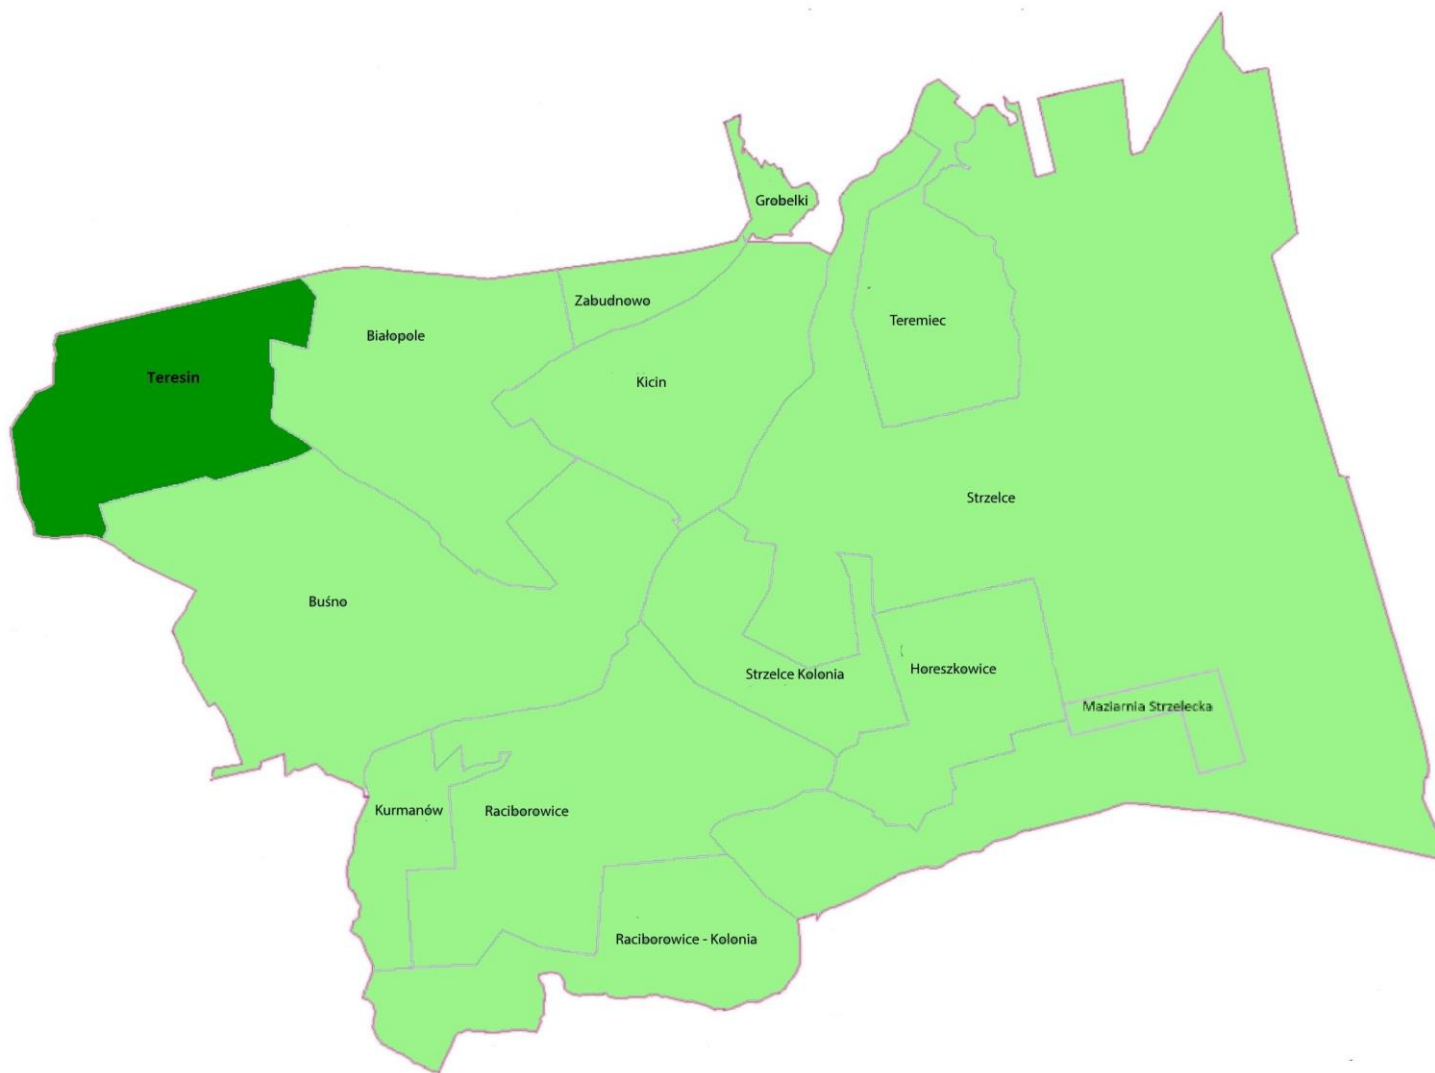 Grobelki
Zabudnowo
Teremiec
Białopole
Teresin
Kicin
Strzelce
Buśno
Strzelce Kolonia
Horeszkowice
Maziarnia Strzelecka
Kurmanów
Raciborowice
Raciborowice - Kolonia